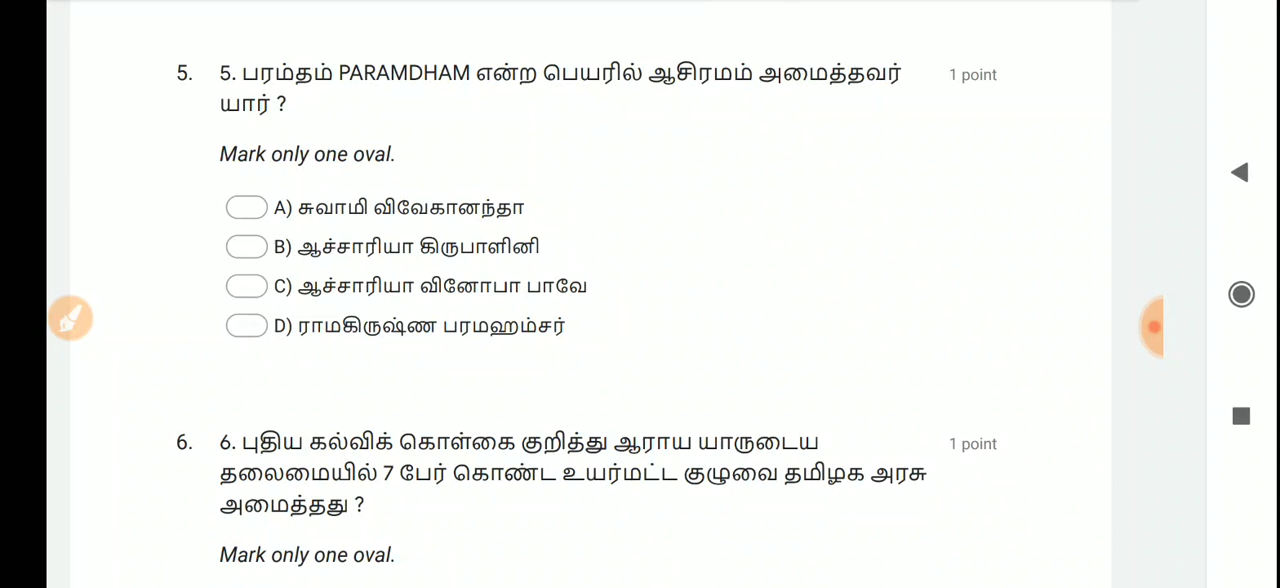 5. 5. பரம்தம் PARAMDHAM என்ற பெயரில் ஆசிரமம் அமைத்தவர் 1 point
யார் ?
Mark only one oval.
A) சுவாமி விவேகானந்தா
B) ஆச்சாரியா கிருபாளினி
C) ஆச்சாரியா வினோபா பாவே
D) ராமகிருஷ்ண பரமஹம்சர்
6. 6. புதிய கல்விக் கொள்கை குறித்து ஆராய யாருடைய 1 point
தலைமையில் 7 பேர் கொண்ட உயர்மட்ட குழுவை தமிழக அரசு
அமைத்தது ?
Mark only one oval.